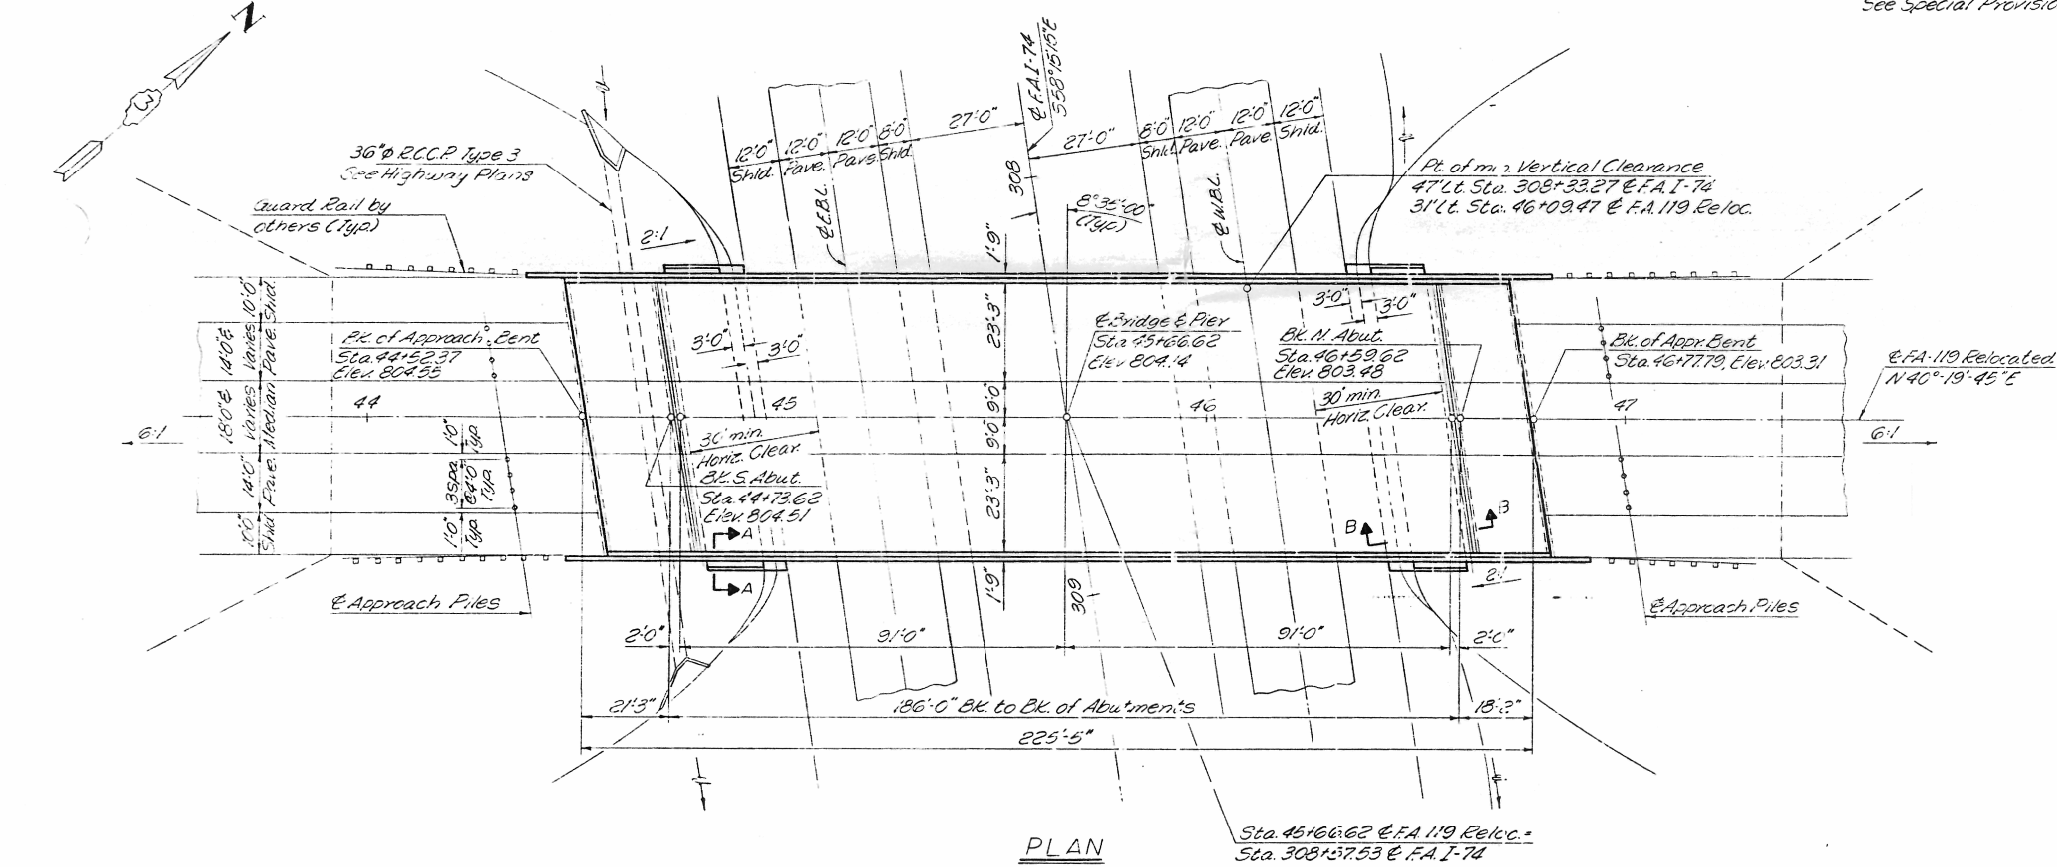 See Special Provisio
N
36"φ R.C.C.P. Type 3
See Highway Plans
Guard Rail by
others (Typ.)
2:1
12'-0" 12'-0" 12'-0" 8'-0" 27'-0"
Shld. Pave. Pave. Shld.
℄ E.B.L.
℄ F.A.I-74
S58°15'15"E
308
27'-0" 8'-0" 12'-0" 12'-0" 12'-0"
Shld. Pave. Pave. Shld.
℄ W.B.L.
8°35'00"
(Typ.)
Pt. of min. Vertical Clearance
47' Lt. Sta. 308+33.27 ℄ F.A.I-74
31' Lt. Sta. 46+09.47 ℄ F.A. 119 Reloc.
1'-9"
23'-3"
9'-0"
9'-0"
23'-3"
1'-9"
10'-0"
Shld.
14'-0"±
Varies
Pave.
18'-0"±
Varies
Median
14'-0"
Pave.
10'-0"
Shld.
Bk. of Approach Bent
Sta. 44+52.37
Elev. 804.55
3'-0"
3'-0"
℄ Bridge & Pier
Sta. 45+66.62
Elev. 804.14
Bk. N. Abut.
Sta. 46+59.62
Elev. 803.48
3'-0"
3'-0"
Bk. of Appr. Bent
Sta. 46+77.79, Elev. 803.31
℄ F.A-119 Relocated
N 40°-19'-45" E
44
45
46
47
6:1
6:1
30' min.
Horiz. Clear.
30' min.
Horiz. Clear.
Bk. S. Abut.
Sta. 44+73.62
Elev. 804.51
1'-0"
Typ.
3 Spa.
@4'-0"
Typ.
1'-0"
Typ.
A
A
B
B
2:1
℄ Approach Piles
℄ Approach Piles
309
2'-0"
91'-0"
91'-0"
2'-0"
21'-3"
186'-0" Bk. to Bk. of Abutments
18'-2"
225'-5"
PLAN
Sta. 45+66.62 ℄ F.A. 119 Reloc. =
Sta. 308+57.53 ℄ F.A. I-74